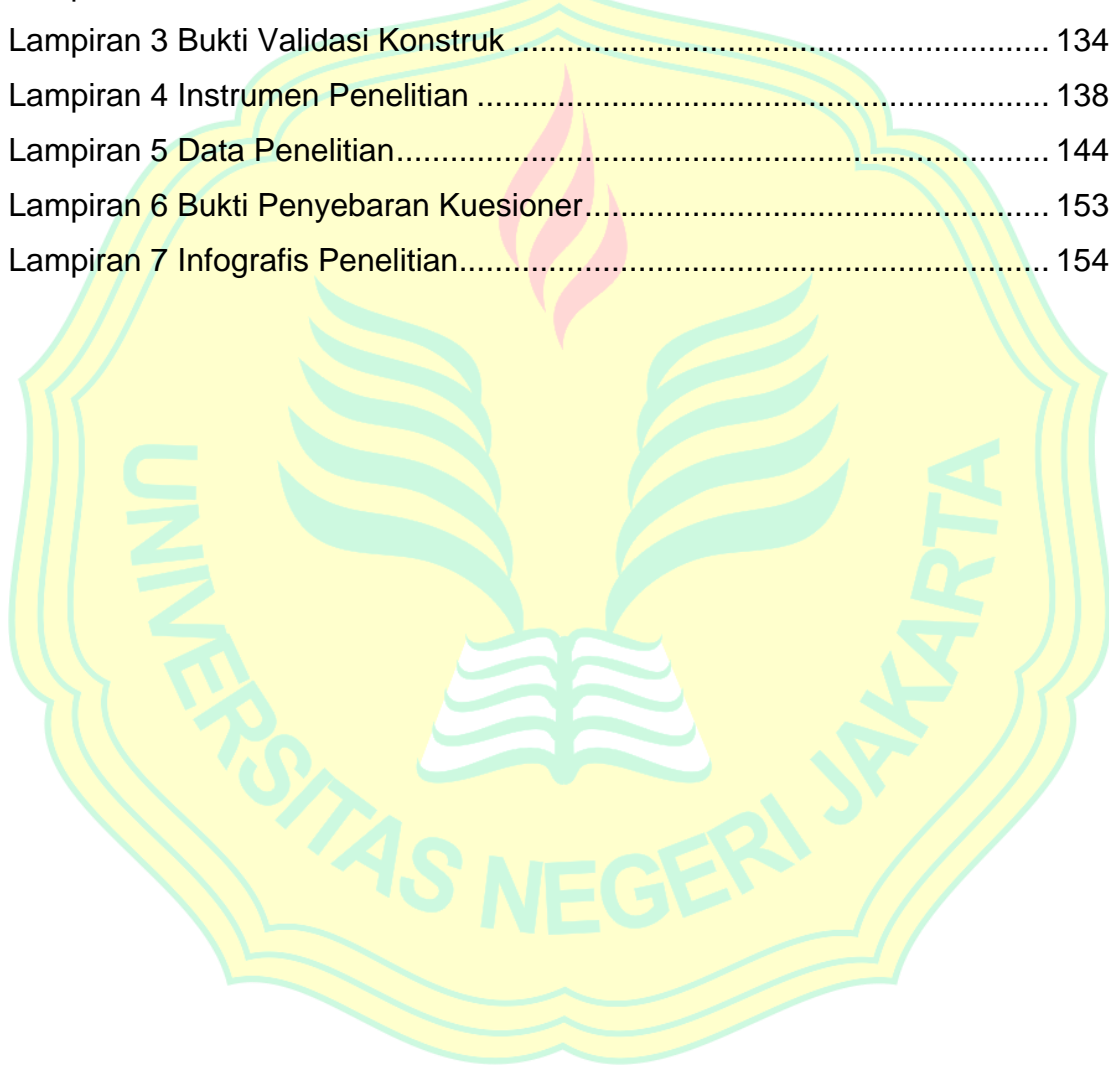 Lampiran 3 Bukti Validasi Konstruk ................................................................. 134
Lampiran 4 Instrumen Penelitian ..................................................................... 138
Lampiran 5 Data Penelitian............................................................................... 144
Lampiran 6 Bukti Penyebaran Kuesioner........................................................ 153
Lampiran 7 Infografis Penelitian....................................................................... 154
UNIVERSITAS NEGERI JAKARTA